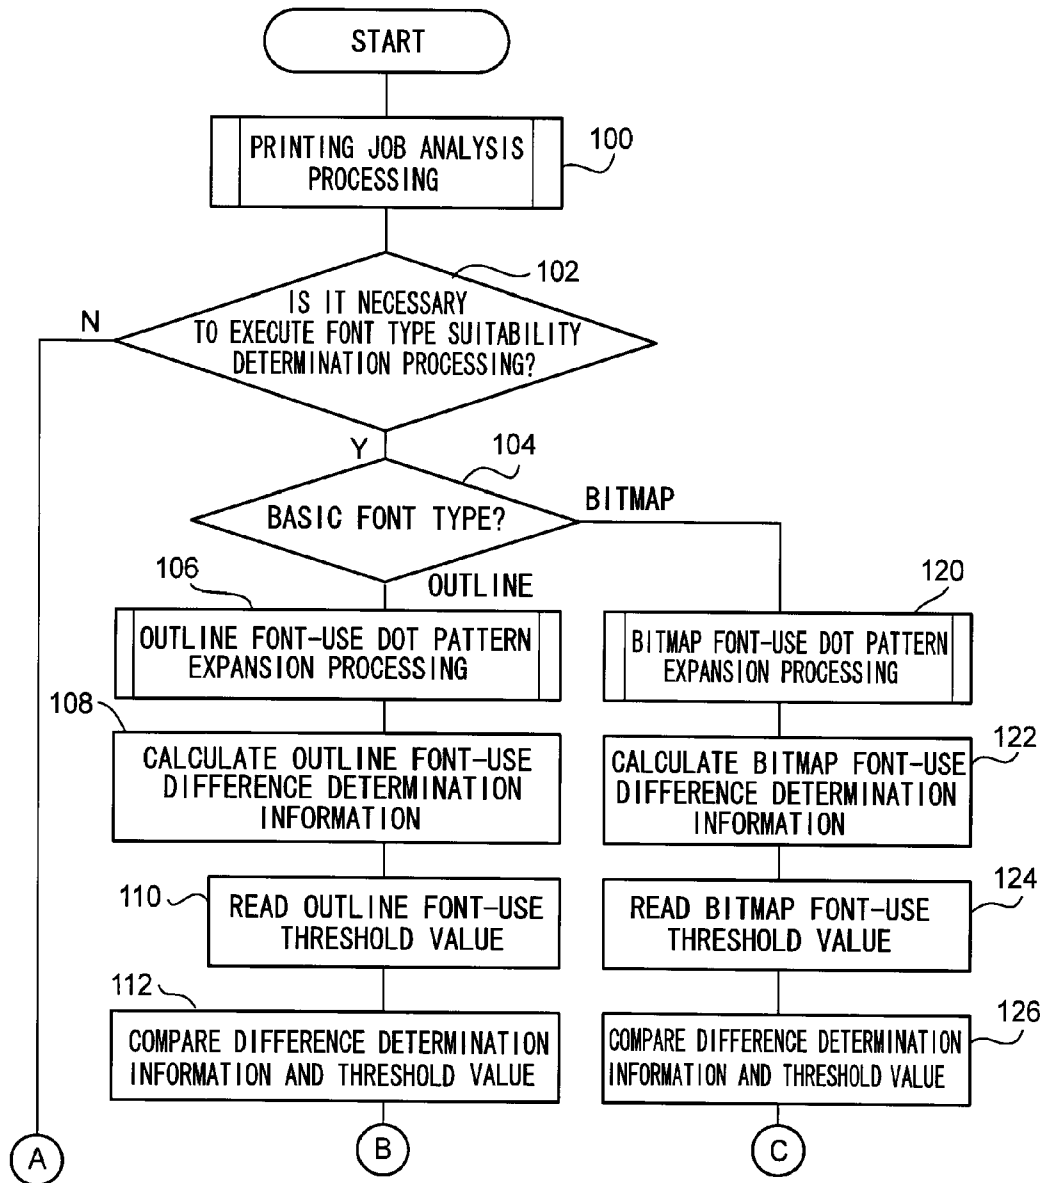 START
PRINTING JOB ANALYSIS
PROCESSING
100
102
IS IT NECESSARY
TO EXECUTE FONT TYPE SUITABILITY
DETERMINATION PROCESSING?
N
Y
104
BASIC FONT TYPE?
BITMAP
OUTLINE
106
OUTLINE FONT-USE DOT PATTERN
EXPANSION PROCESSING
120
BITMAP FONT-USE DOT PATTERN
EXPANSION PROCESSING
108
CALCULATE OUTLINE FONT-USE
DIFFERENCE DETERMINATION
INFORMATION
122
CALCULATE BITMAP FONT-USE
DIFFERENCE DETERMINATION
INFORMATION
110
READ OUTLINE FONT-USE
THRESHOLD VALUE
124
READ BITMAP FONT-USE
THRESHOLD VALUE
112
COMPARE DIFFERENCE DETERMINATION
INFORMATION AND THRESHOLD VALUE
126
COMPARE DIFFERENCE DETERMINATION
INFORMATION AND THRESHOLD VALUE
A
B
C